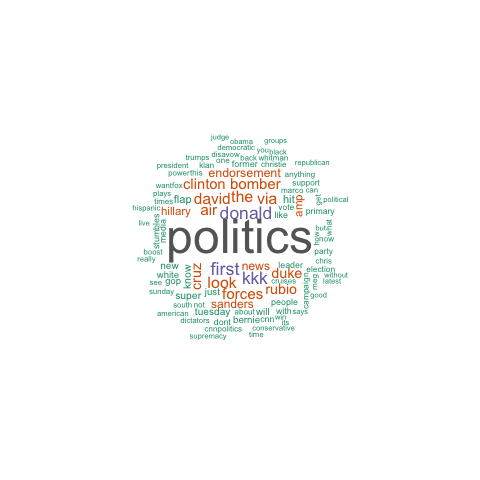 judge
obama
groups
democratic
you
black
trumps
disavow
back
whitman
one
president
klan
former
christie
republican
powerthis
endorsement
anything
wantfox
clinton
bomber
support
plays
david
the
via
marco
can
times
flap
hit
amp
get
political
hispanic
hillary
air
donald
like
vote
primary
live
stumbles
media
politics
how
but
what
now
boost
party
really
new
first
news
leader
chris
white
know
cruz
kkk
duke
election
see
gop
look
cruises
campaign
meg
without
latest
sunday
super
just
forces
rubio
good
south
not
sanders
people
american
tuesday
about
will
with
says
dictators
dont
bernie
cnn
win
its
cnnpolitics
conservative
supremacy
time